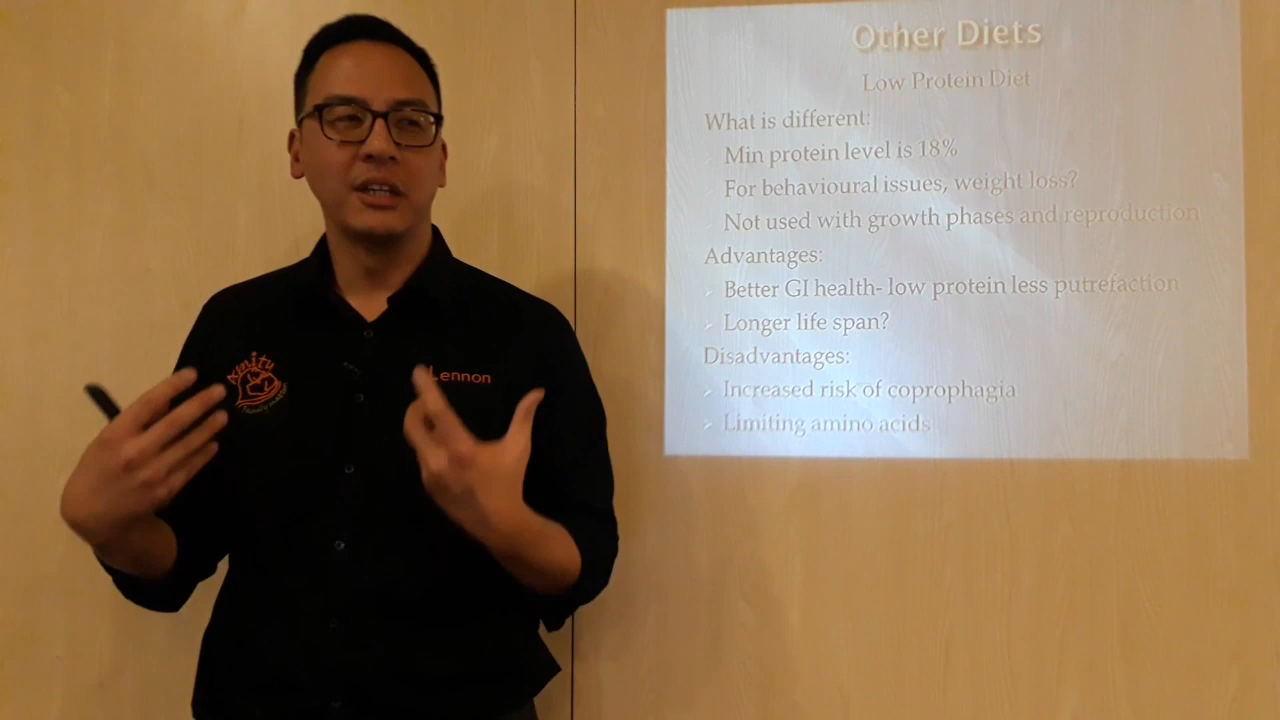 Other Diets
Low Protein Diet
What is different:
Min protein level is 18%
For behavioural issues, weight loss?
Not used with growth phases and reproduction
Advantages:
Better GI health- low protein less putrefaction
Longer life span?
Disadvantages:
Increased risk of coprophagia
Limiting amino acids
Lennon